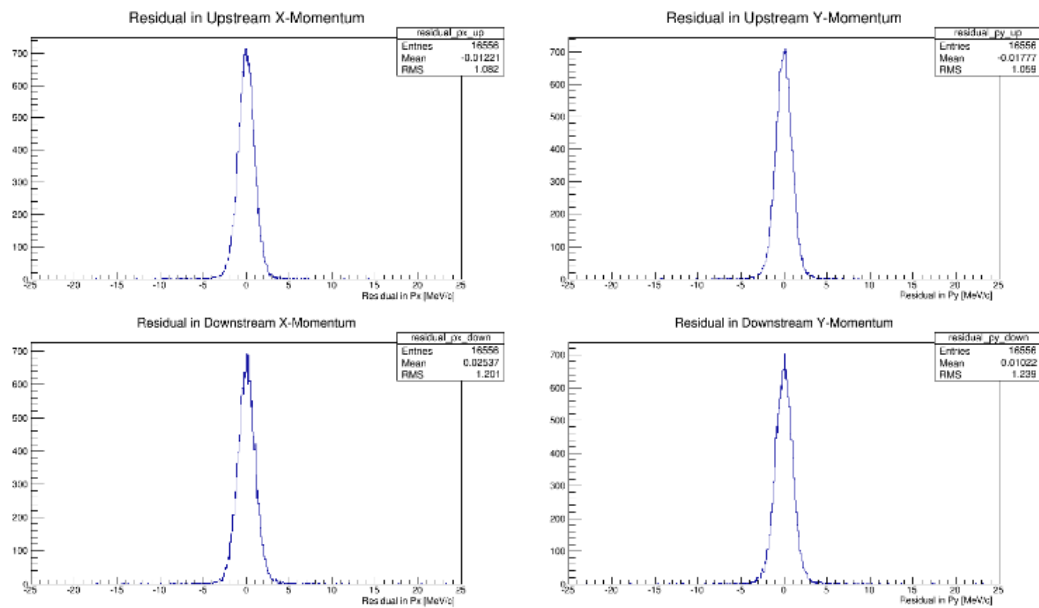 Residual in Upstream X-Momentum
residual_px_up
Entries 16556
Mean -0.01221
RMS 1.082
700
600
500
400
300
200
100
0
-25 -20 -15 -10 -5 0 5 10 15 20 25
Residual in Px [MeV/c]
Residual in Upstream Y-Momentum
residual_py_up
Entries 16556
Mean -0.01777
RMS 1.059
700
600
500
400
300
200
100
0
-25 -20 -15 -10 -5 0 5 10 15 20 25
Residual in Py [MeV/c]
Residual in Downstream X-Momentum
residual_px_down
Entries 16556
Mean 0.02537
RMS 1.201
700
600
500
400
300
200
100
0
-25 -20 -15 -10 -5 0 5 10 15 20 25
Residual in Px [MeV/c]
Residual in Downstream Y-Momentum
residual_py_down
Entries 16556
Mean 0.01022
RMS 1.239
700
600
500
400
300
200
100
0
-25 -20 -15 -10 -5 0 5 10 15 20 25
Residual in Py [MeV/c]